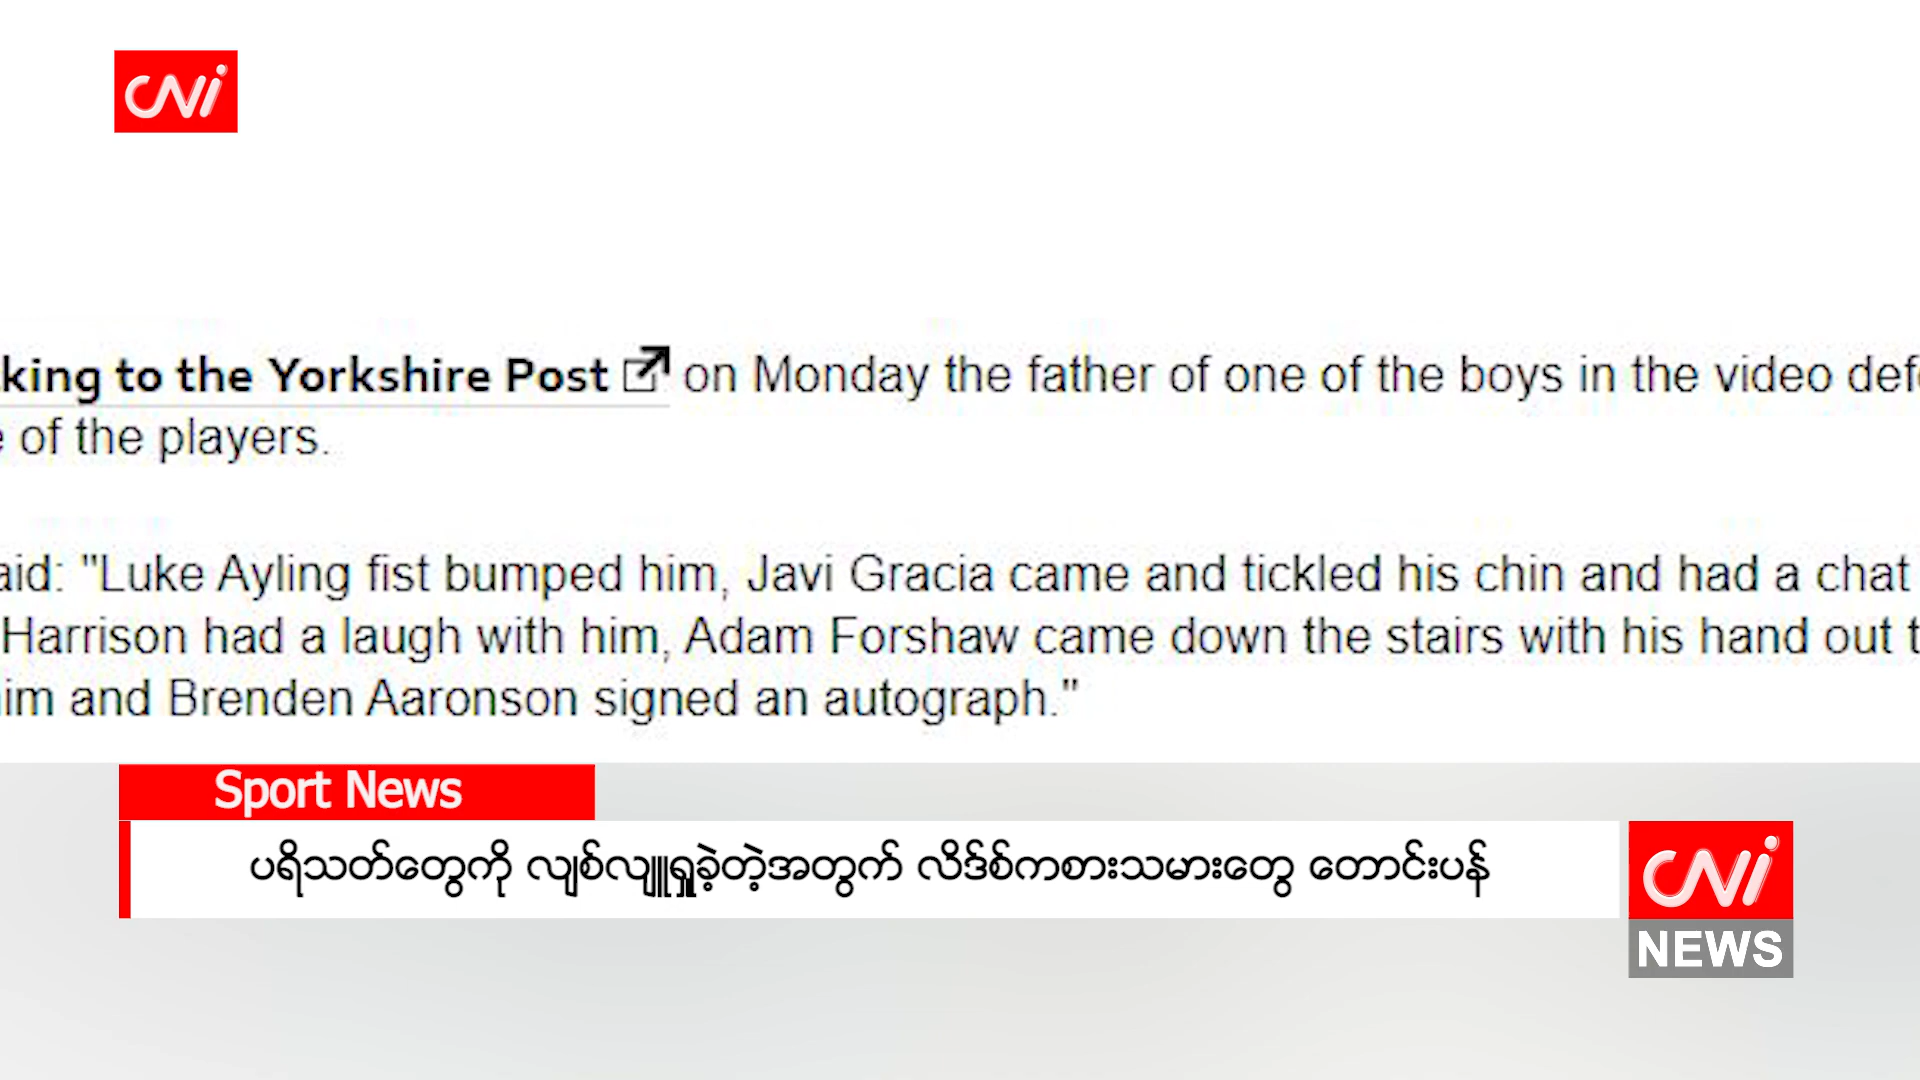 CNi
king to the Yorkshire Post on Monday the father of one of the boys in the video
of the players.
aid: "Luke Ayling fist bumped him, Javi Gracia came and tickled his chin and had a chat
Harrison had a laugh with him, Adam Forshaw came down the stairs with his hand out
im and Brenden Aaronson signed an autograph."
Sport News
ပရိသတ်တွေကို လျစ်လျူရှုခဲ့တဲ့အတွက် လိဒ်စ်ကစားသမားတွေ တောင်းပန်
CNi
NEWS